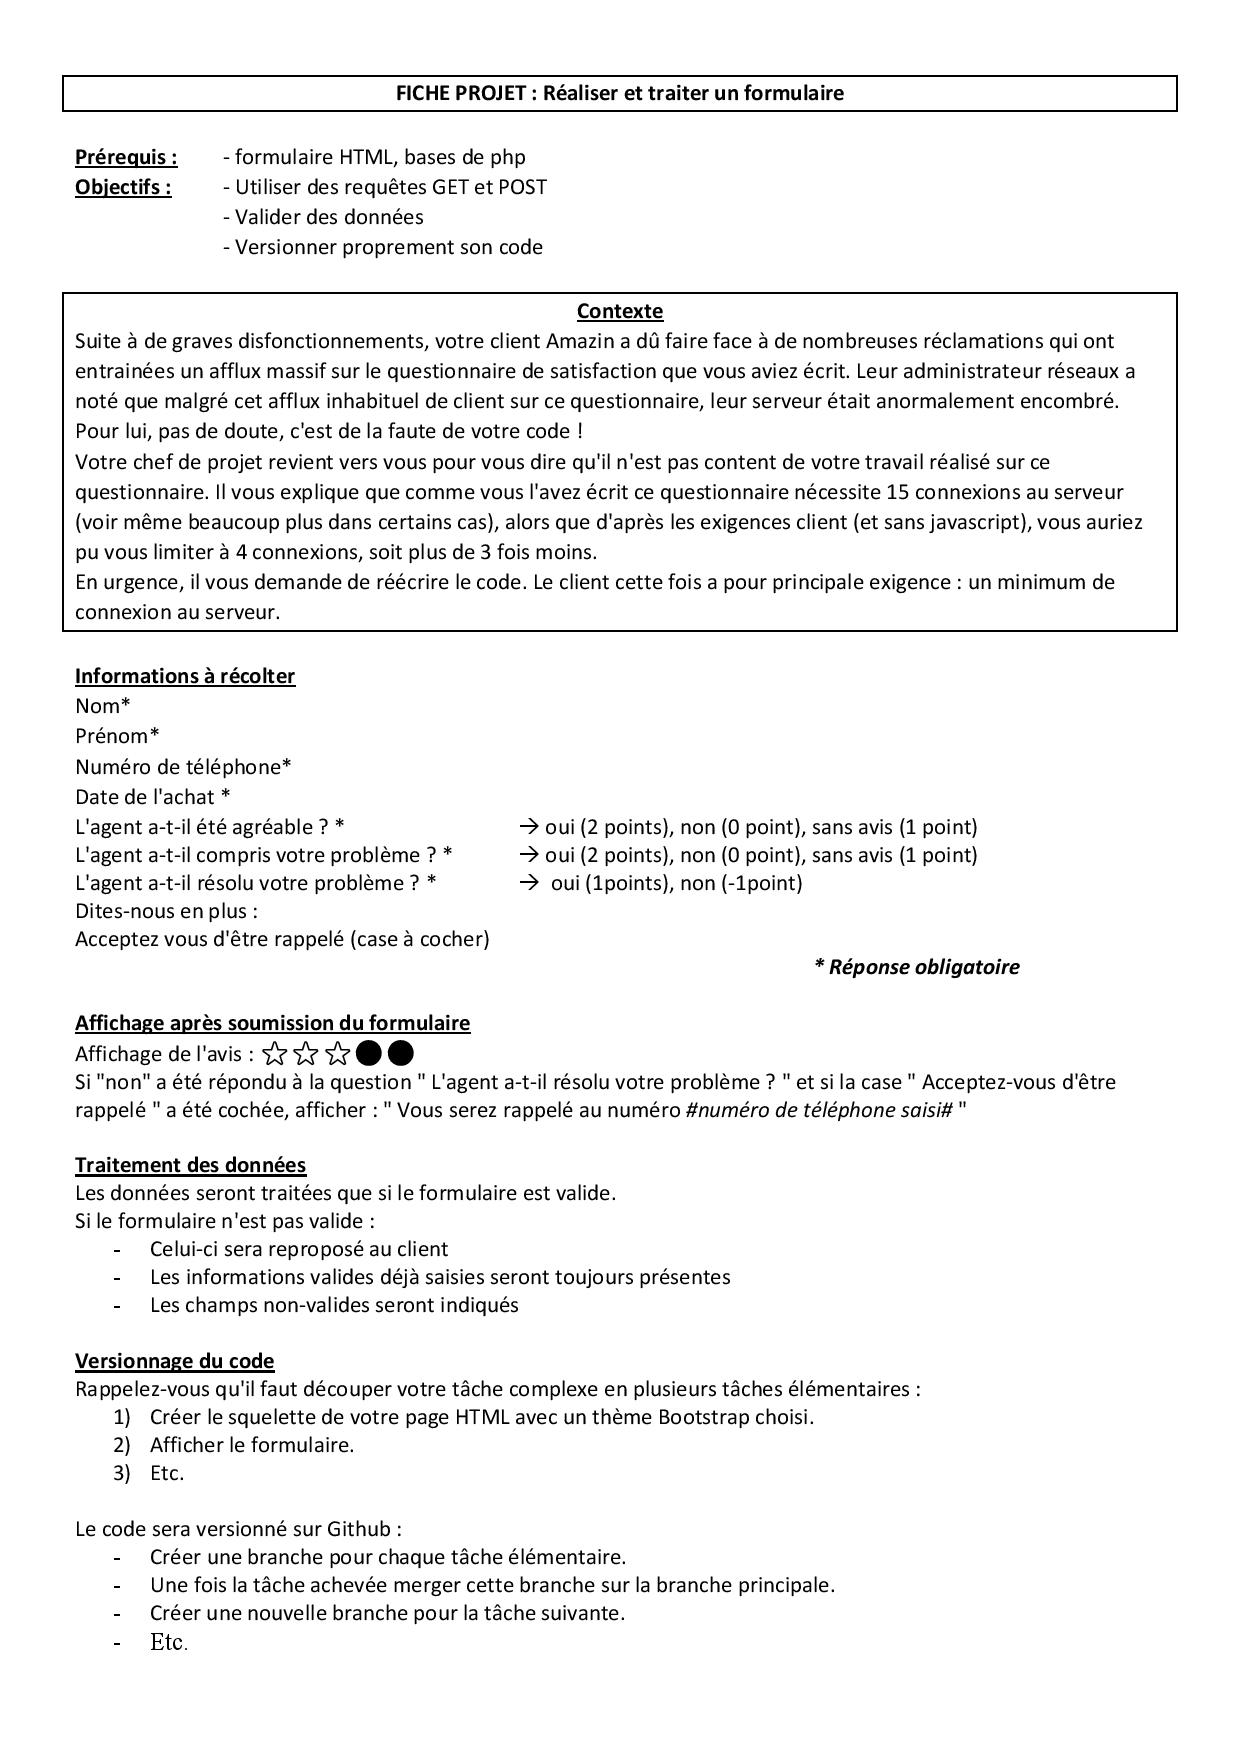 FICHE PROJET : Réaliser et traiter un formulaire
Prérequis : - formulaire HTML, bases de php
Objectifs : - Utiliser des requêtes GET et POST
- Valider des données
- Versionner proprement son code
Contexte
Suite à de graves disfonctionnements, votre client Amazin a dû faire face à de nombreuses réclamations qui ont
entrainées un afflux massif sur le questionnaire de satisfaction que vous aviez écrit. Leur administrateur réseaux a
noté que malgré cet afflux inhabituel de client sur ce questionnaire, leur serveur était anormalement encombré.
Pour lui, pas de doute, c'est de la faute de votre code !
Votre chef de projet revient vers vous pour vous dire qu'il n'est pas content de votre travail réalisé sur ce
questionnaire. Il vous explique que comme vous l'avez écrit ce questionnaire nécessite 15 connexions au serveur
(voir même beaucoup plus dans certains cas), alors que d'après les exigences client (et sans javascript), vous auriez
pu vous limiter à 4 connexions, soit plus de 3 fois moins.
En urgence, il vous demande de réécrire le code. Le client cette fois a pour principale exigence : un minimum de
connexion au serveur.
Informations à récolter
Nom*
Prénom*
Numéro de téléphone*
Date de l'achat *
L'agent a-t-il été agréable ? * → oui (2 points), non (0 point), sans avis (1 point)
L'agent a-t-il compris votre problème ? * → oui (2 points), non (0 point), sans avis (1 point)
L'agent a-t-il résolu votre problème ? * → oui (1points), non (-1point)
Dites-nous en plus :
Acceptez vous d'être rappelé (case à cocher)
* Réponse obligatoire
Affichage après soumission du formulaire
Affichage de l'avis : ☆☆☆●●
Si "non" a été répondu à la question " L'agent a-t-il résolu votre problème ? " et si la case " Acceptez-vous d'être
rappelé " a été cochée, afficher : " Vous serez rappelé au numéro #numéro de téléphone saisi# "
Traitement des données
Les données seront traitées que si le formulaire est valide.
Si le formulaire n'est pas valide :
- Celui-ci sera reproposé au client
- Les informations valides déjà saisies seront toujours présentes
- Les champs non-valides seront indiqués
Versionnage du code
Rappelez-vous qu'il faut découper votre tâche complexe en plusieurs tâches élémentaires :
1) Créer le squelette de votre page HTML avec un thème Bootstrap choisi.
2) Afficher le formulaire.
3) Etc.
Le code sera versionné sur Github :
- Créer une branche pour chaque tâche élémentaire.
- Une fois la tâche achevée merger cette branche sur la branche principale.
- Créer une nouvelle branche pour la tâche suivante.
- Etc.